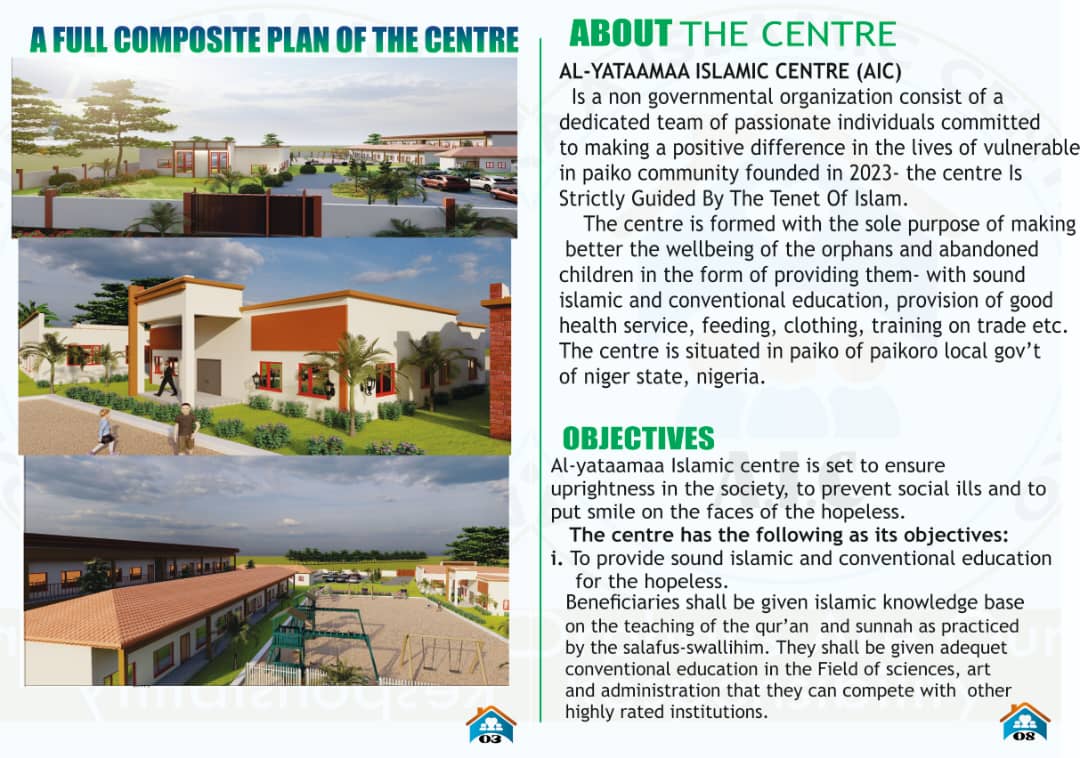 A FULL COMPOSITE PLAN OF THE CENTRE
03
ABOUT THE CENTRE
AL-YATAAMAA ISLAMIC CENTRE (AIC)
Is a non governmental organization consist of a
dedicated team of passionate individuals committed
to making a positive difference in the lives of vulnerable
in paiko community founded in 2023- the centre Is
Strictly Guided By The Tenet Of Islam.
The centre is formed with the sole purpose of making
better the wellbeing of the orphans and abandoned
children in the form of providing them- with sound
islamic and conventional education, provision of good
health service, feeding, clothing, training on trade etc.
The centre is situated in paiko of paikoro local gov't
of niger state, nigeria.
OBJECTIVES
Al-yataamaa Islamic centre is set to ensure
uprightness in the society, to prevent social ills and to
put smile on the faces of the hopeless.
The centre has the following as its objectives:
i. To provide sound islamic and conventional education
for the hopeless.
Beneficiaries shall be given islamic knowledge base
on the teaching of the qur'an and sunnah as practiced
by the salafus-swallihim. They shall be given adequet
conventional education in the Field of sciences, art
and administration that they can compete with other
highly rated institutions.
08